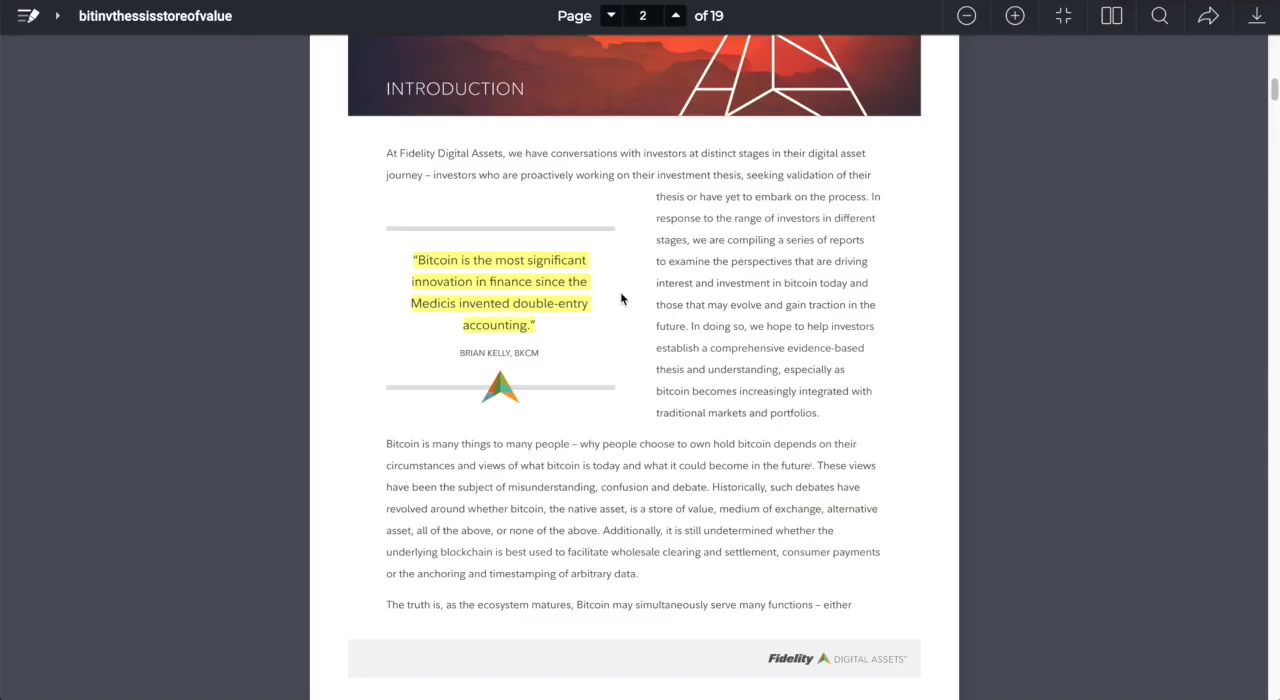 bitinvthessisstoreofvalue
Page 2 of 19
INTRODUCTION
At Fidelity Digital Assets, we have conversations with investors at distinct stages in their digital asset
journey – investors who are proactively working on their investment thesis, seeking validation of their
thesis or have yet to embark on the process. In
response to the range of investors in different
stages, we are compiling a series of reports
to examine the perspectives that are driving
interest and investment in bitcoin today and
those that may evolve and gain traction in the
future. In doing so, we hope to help investors
establish a comprehensive evidence-based
thesis and understanding, especially as
bitcoin becomes increasingly integrated with
traditional markets and portfolios.
“Bitcoin is the most significant
innovation in finance since the
Medicis invented double-entry
accounting.”
BRIAN KELLY, BKCM
Bitcoin is many things to many people – why people choose to own hold bitcoin depends on their
circumstances and views of what bitcoin is today and what it could become in the futureⁱ. These views
have been the subject of misunderstanding, confusion and debate. Historically, such debates have
revolved around whether bitcoin, the native asset, is a store of value, medium of exchange, alternative
asset, all of the above, or none of the above. Additionally, it is still undetermined whether the
underlying blockchain is best used to facilitate wholesale clearing and settlement, consumer payments
or the anchoring and timestamping of arbitrary data.
The truth is, as the ecosystem matures, Bitcoin may simultaneously serve many functions – either
Fidelity DIGITAL ASSETS℠